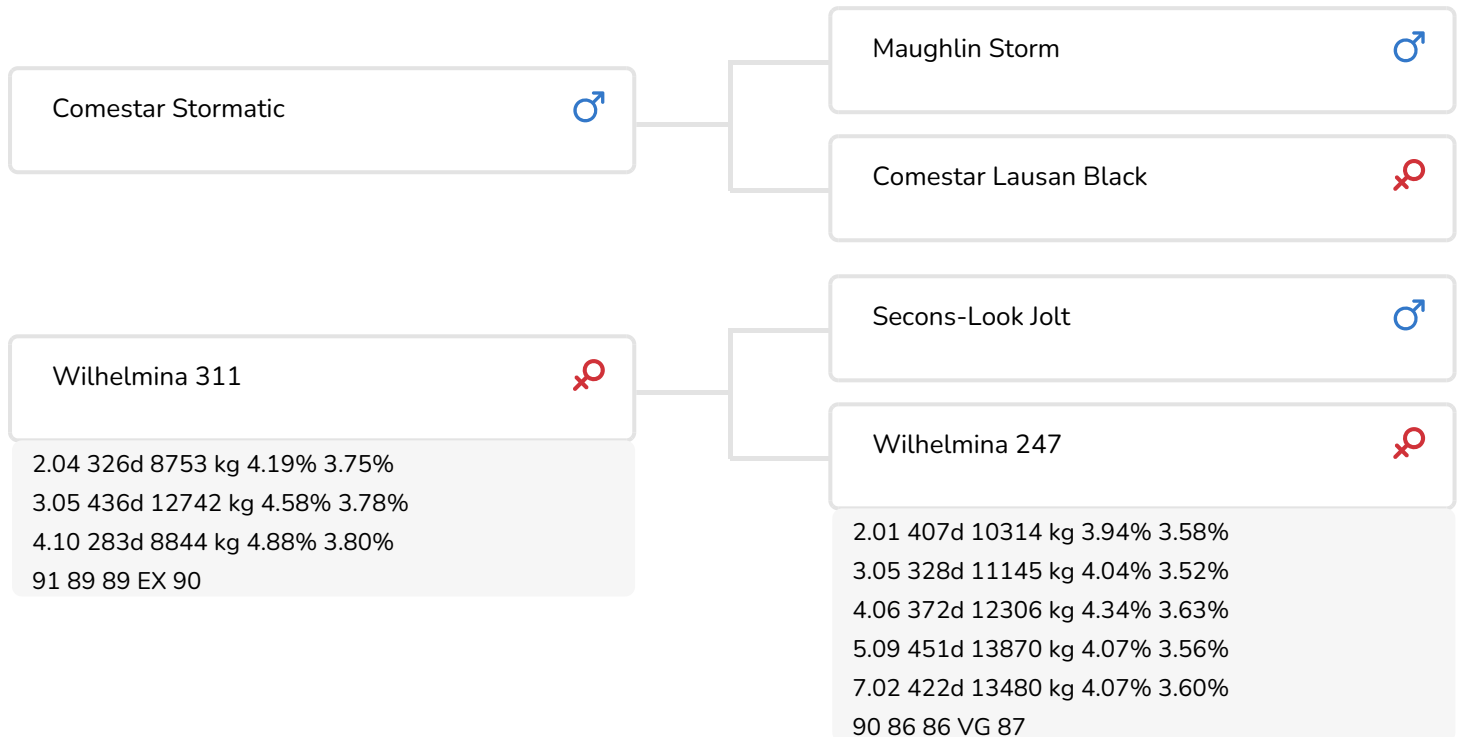 Comestar Stormatic
Maughlin Storm
Comestar Lausan Black
Wilhelmina 311
2.04 326d 8753 kg 4.19% 3.75%
3.05 436d 12742 kg 4.58% 3.78%
4.10 283d 8844 kg 4.88% 3.80%
91 89 89 EX 90
Secons-Look Jolt
Wilhelmina 247
2.01 407d 10314 kg 3.94% 3.58%
3.05 328d 11145 kg 4.04% 3.52%
4.06 372d 12306 kg 4.34% 3.63%
5.09 451d 13870 kg 4.07% 3.56%
7.02 422d 13480 kg 4.07% 3.60%
90 86 86 VG 87